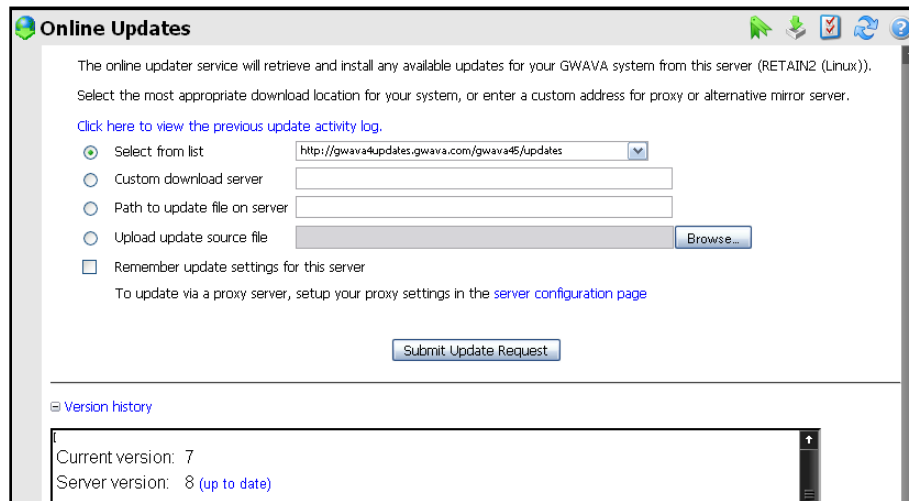 Online Updates
The online updater service will retrieve and install any available updates for your GWAVA system from this server (RETAIN2 (Linux)).
Select the most appropriate download location for your system, or enter a custom address for proxy or alternative mirror server.
Click here to view the previous update activity log.
Select from list http://gwava4updates.gwava.com/gwava45/updates
Custom download server
Path to update file on server
Upload update source file Browse...
Remember update settings for this server
To update via a proxy server, setup your proxy settings in the server configuration page
Submit Update Request
Version history
[
Current version: 7
Server version: 8 (up to date)